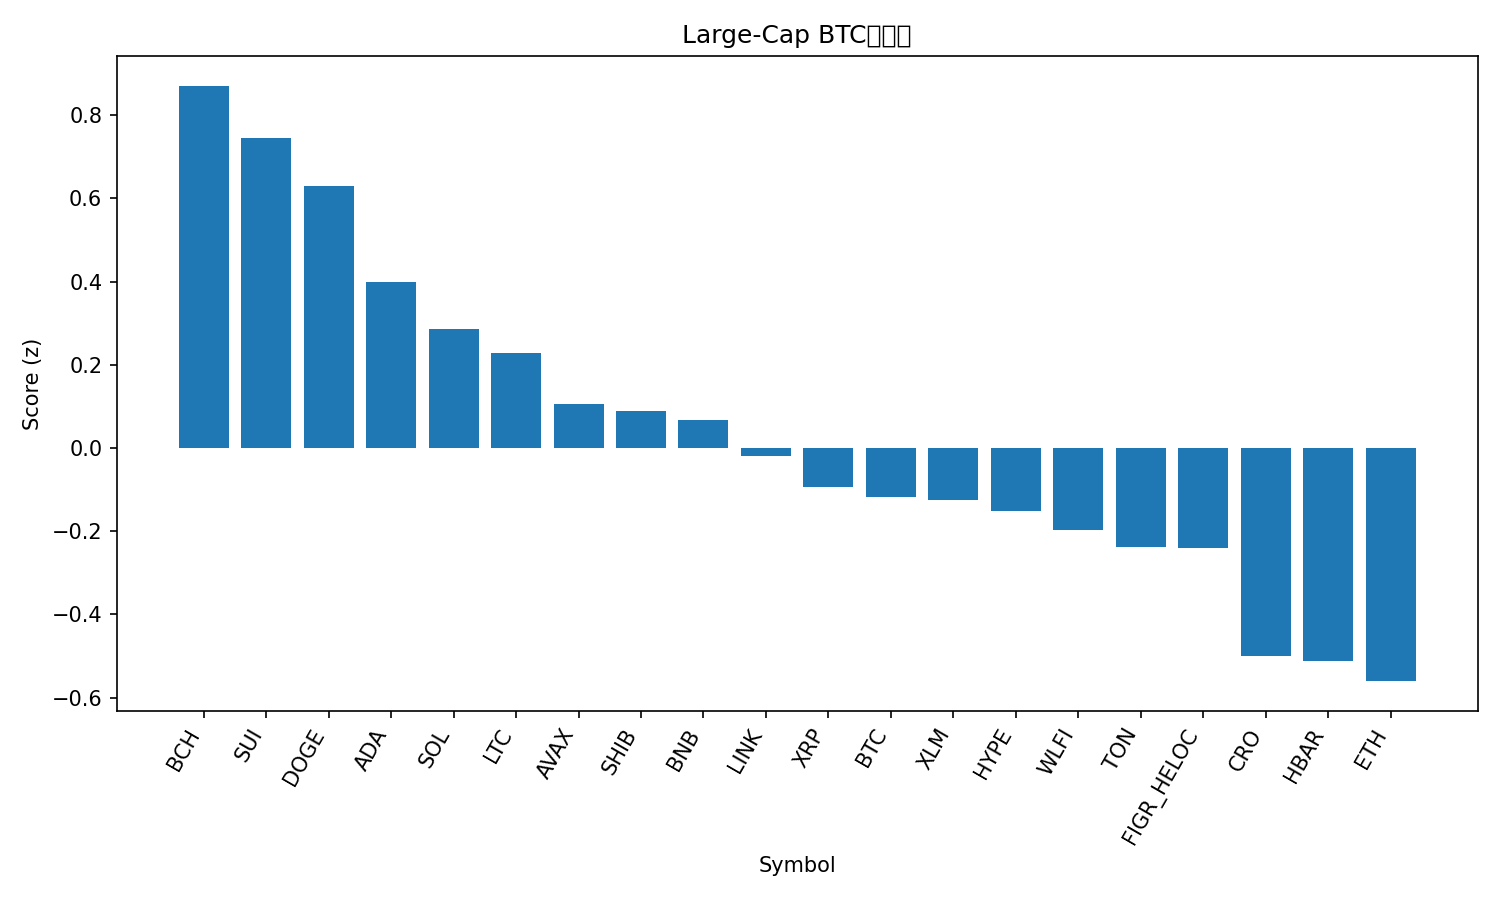 Large-Cap BTC
Score (z)
0.8
0.6
0.4
0.2
0.0
−0.2
−0.4
−0.6
BCH
SUI
DOGE
ADA
SOL
LTC
AVAX
SHIB
BNB
LINK
XRP
BTC
XLM
HYPE
WLFI
TON
FIGR_HELOC
CRO
HBAR
ETH
Symbol